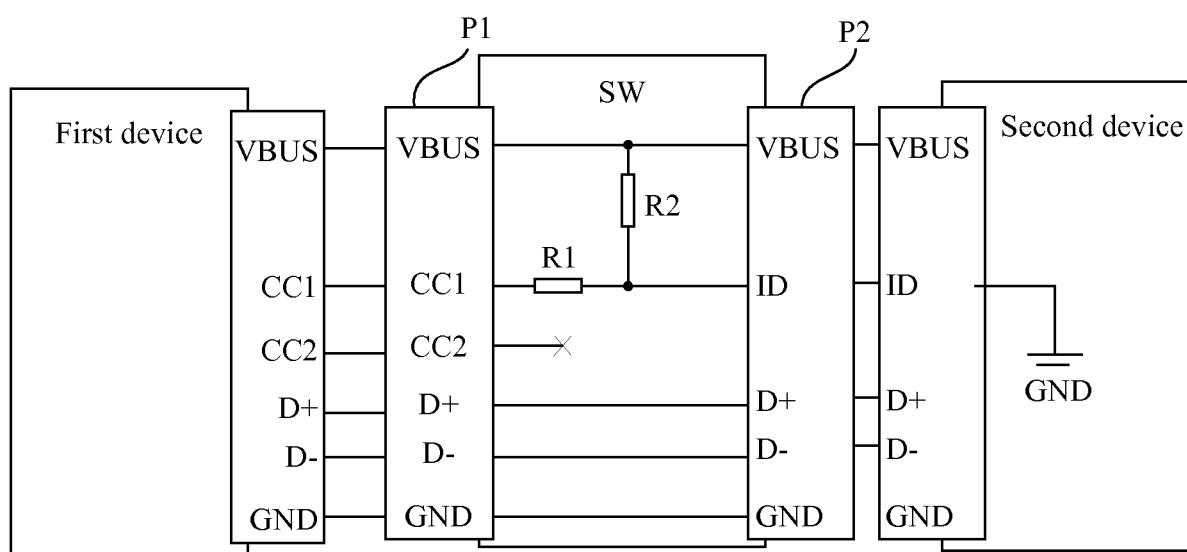 P1
P2
SW
First device
Second device
VBUS
VBUS
VBUS
VBUS
R2
R1
CC1
CC1
ID
ID
CC2
CC2
D+
D+
D+
D+
GND
D-
D-
D-
D-
GND
GND
GND